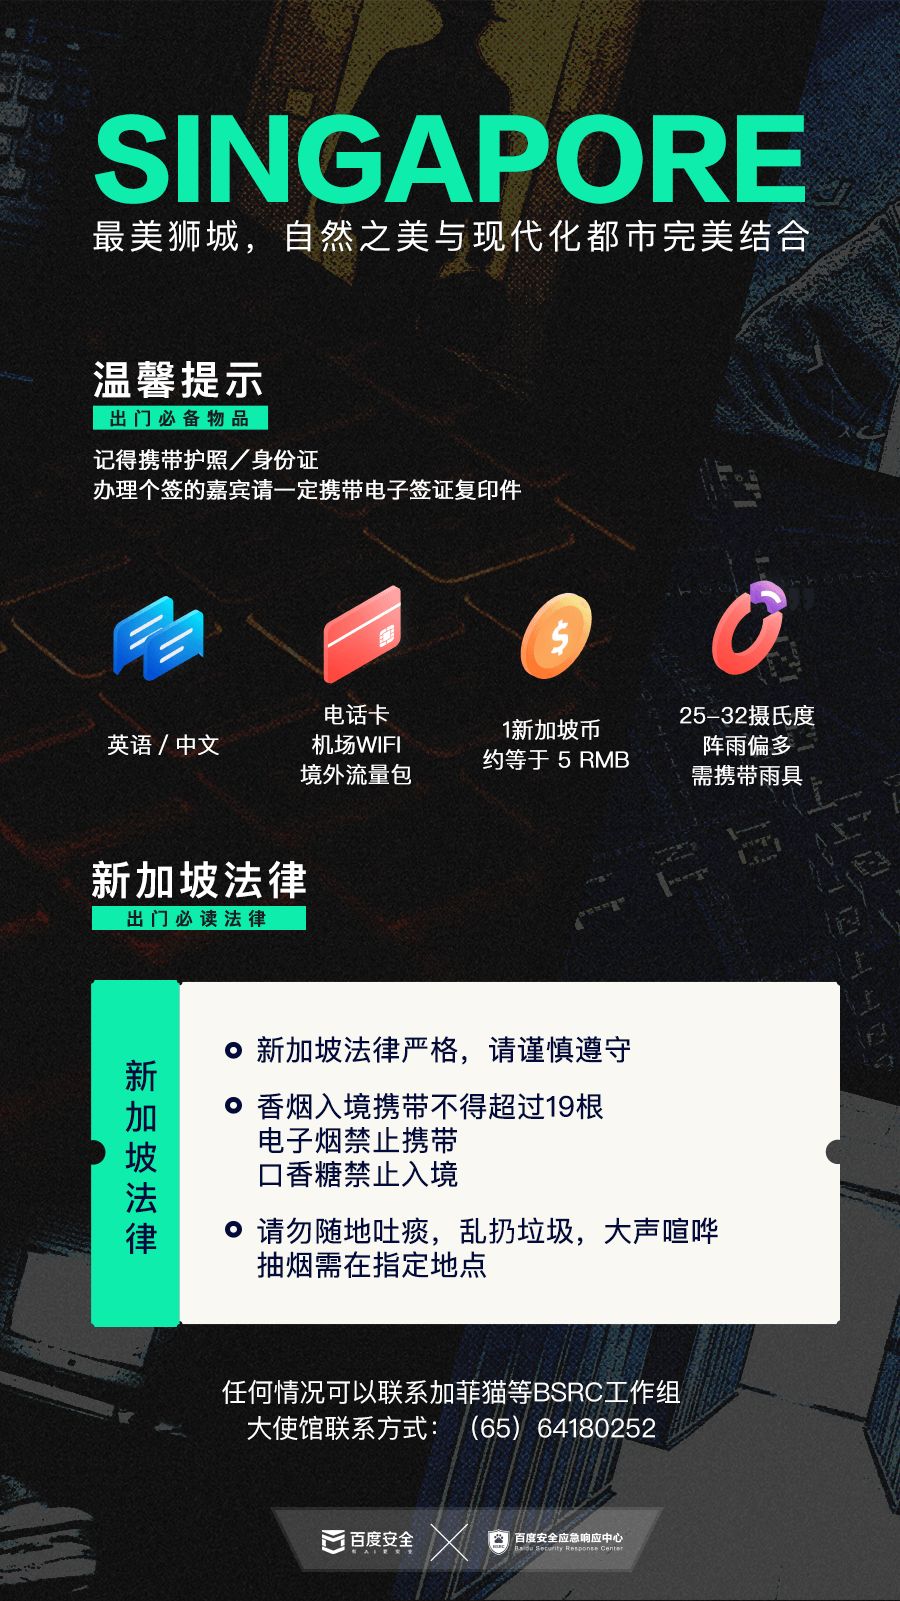 SINGAPORE
最美狮城，自然之美与现代化都市完美结合
温馨提示
出门必备物品
记得携带护照／身份证
办理个签的嘉宾请一定携带电子签证复印件
英语 / 中文
电话卡
机场WIFI
境外流量包
1新加坡币
约等于 5 RMB
25-32摄氏度
阵雨偏多
需携带雨具
新加坡法律
出门必读法律
新加坡法律
新加坡法律严格，请谨慎遵守
香烟入境携带不得超过19根
电子烟禁止携带
口香糖禁止入境
请勿随地吐痰，乱扔垃圾，大声喧哗
抽烟需在指定地点
任何情况可以联系加菲猫等BSRC工作组
大使馆联系方式：（65）64180252
百度安全
有AI更安全
BSRC
百度安全应急响应中心
Baidu Security Response Center